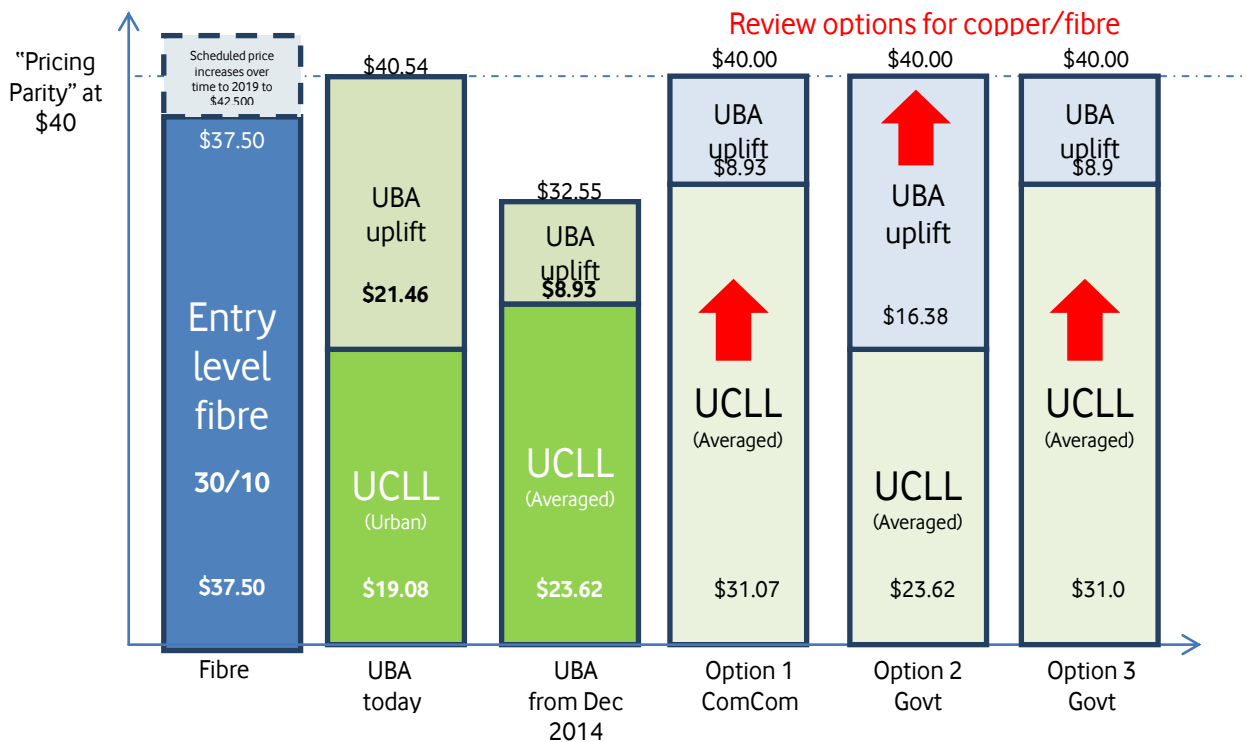 Review options for copper/fibre
"Pricing
Parity" at
$40
Scheduled price
increases over
time to 2019 to
$42.500
$37.50
Entry
level
fibre
30/10
$37.50
Fibre
$40.54
UBA
uplift
$21.46
UCLL
(Urban)
$19.08
UBA
today
$32.55
UBA
uplift
$8.93
UCLL
(Averaged)
$23.62
UBA
from Dec
2014
$40.00
UBA
uplift
$8.93
UCLL
(Averaged)
$31.07
Option 1
ComCom
$40.00
UBA
uplift
$16.38
UCLL
(Averaged)
$23.62
Option 2
Govt
$40.00
UBA
uplift
$8.9
UCLL
(Averaged)
$31.0
Option 3
Govt